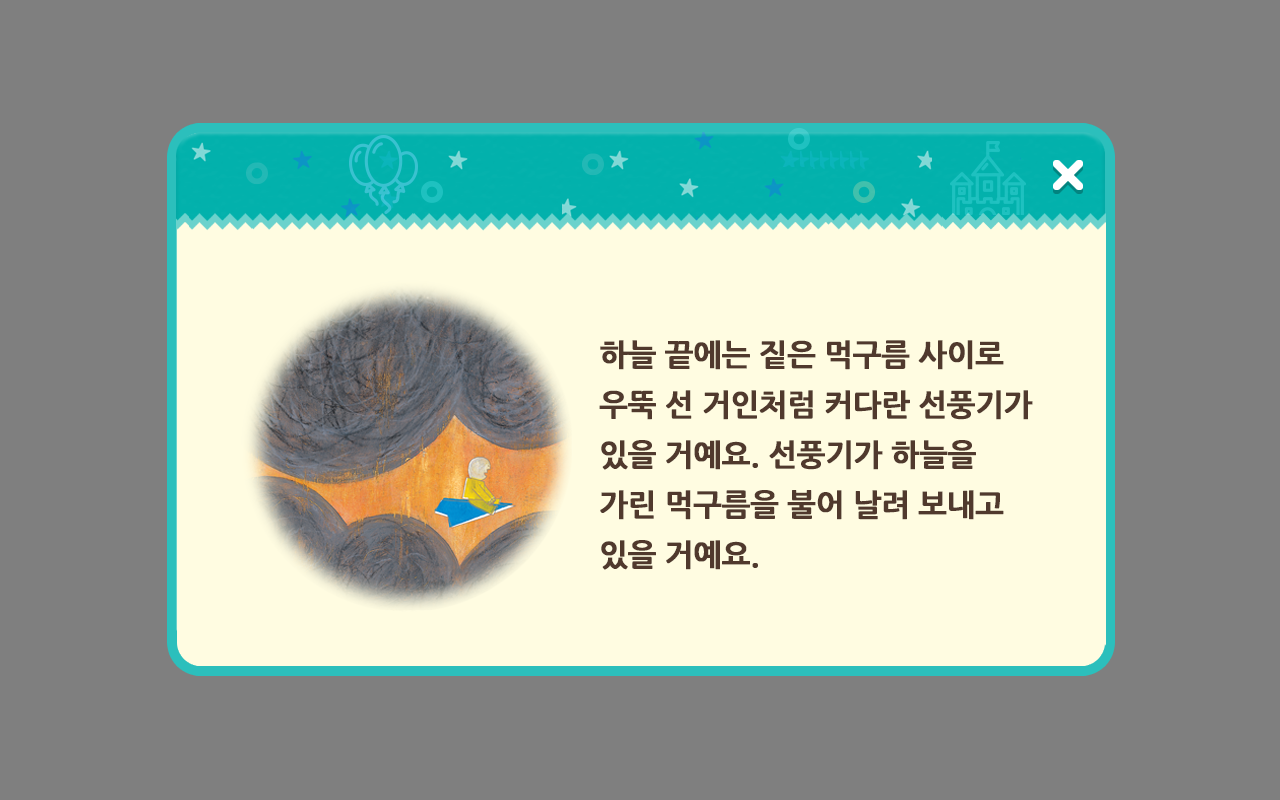 하늘 끝에는 짙은 먹구름 사이로
우뚝 선 거인처럼 커다란 선풍기가
있을 거예요. 선풍기가 하늘을
가린 먹구름을 불어 날려 보내고
있을 거예요.